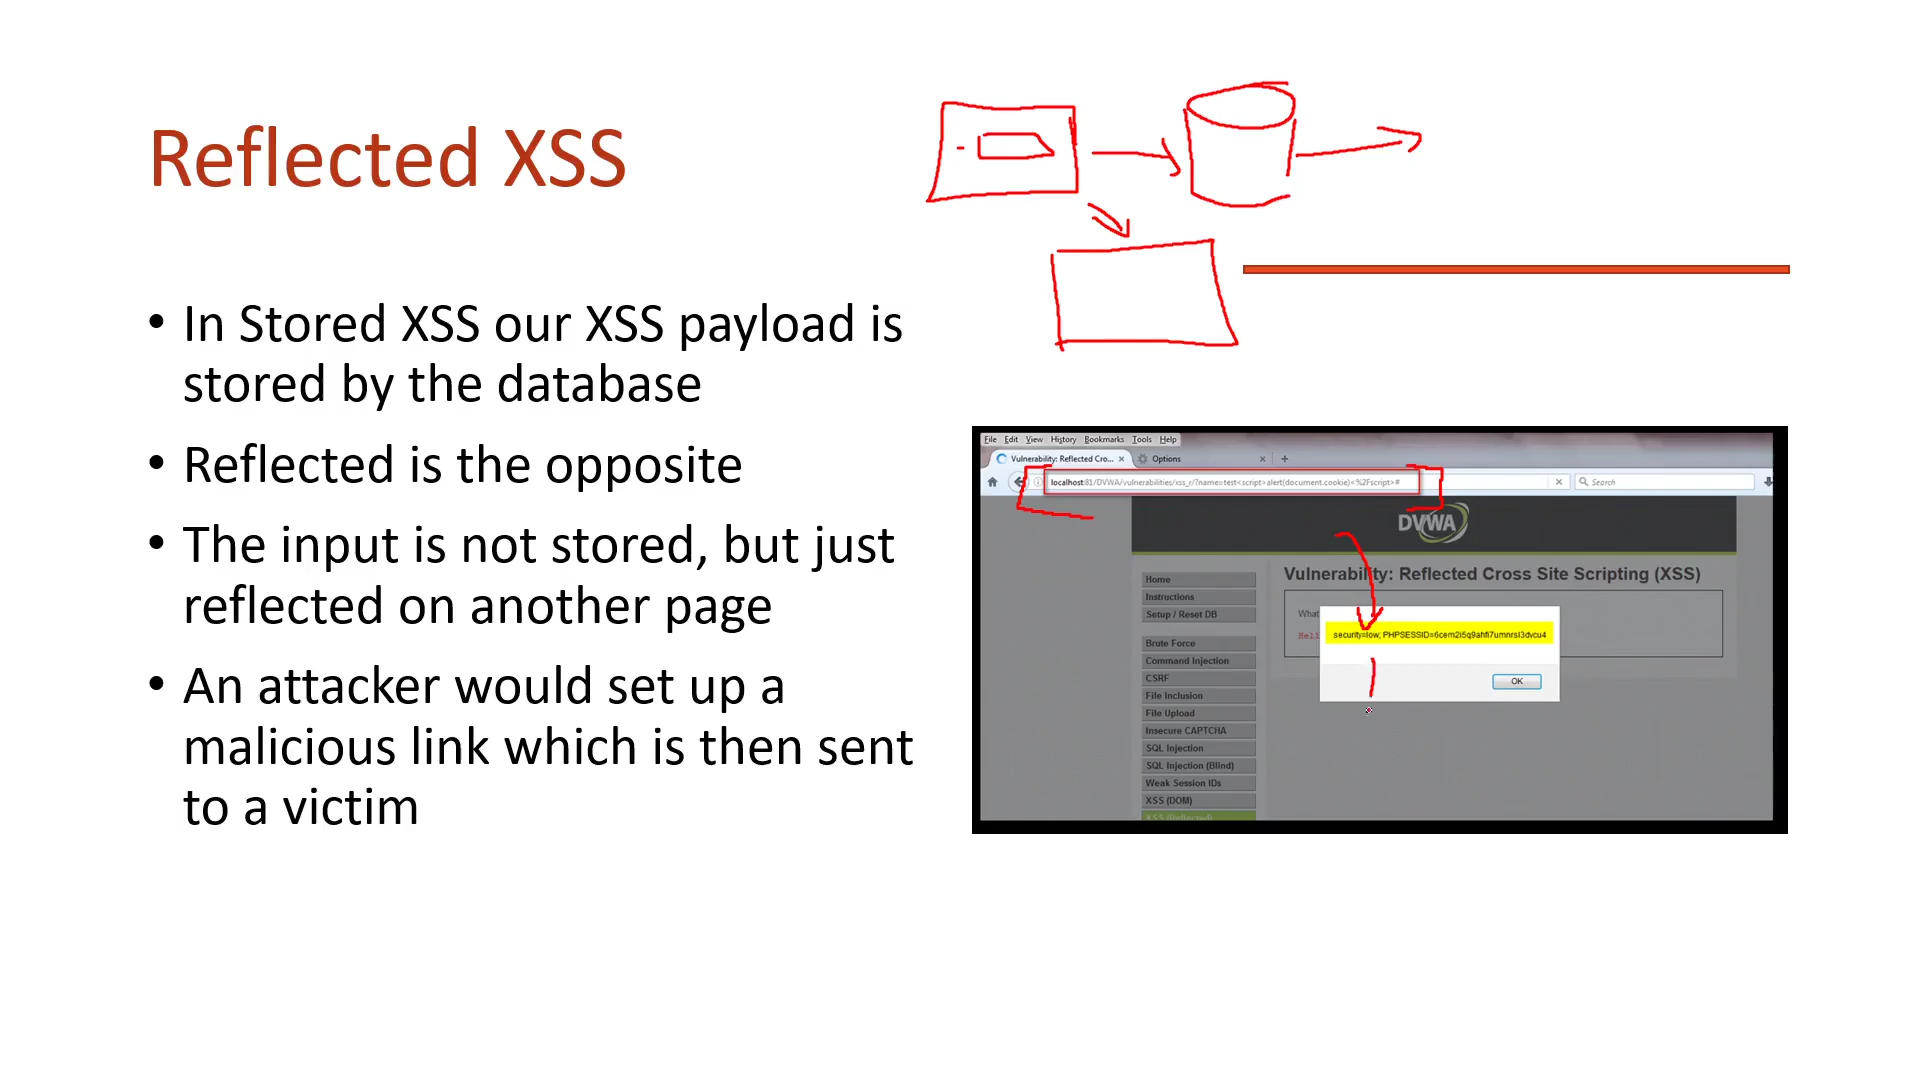 Reflected XSS
• In Stored XSS our XSS payload is
stored by the database
• Reflected is the opposite
• The input is not stored, but just
reflected on another page
• An attacker would set up a
malicious link which is then sent
to a victim
File Edit View History Bookmarks Tools Help
Vulnerability: Reflected Cro... × Options × +
localhost:81/DVWA/vulnerabilities/xss_r/?name=test<script>alert(document.cookie)<%2Fscript># × Search
DVWA
Vulnerability: Reflected Cross Site Scripting (XSS)
Home
Instructions
Setup / Reset DB
Brute Force
Command Injection
CSRF
File Inclusion
File Upload
Insecure CAPTCHA
SQL Injection
SQL Injection (Blind)
Weak Session IDs
XSS (DOM)
XSS (Reflected)
What
Hell
security=low; PHPSESSID=6cem2i5q9ahfi7umnrsl3dvcu4
OK